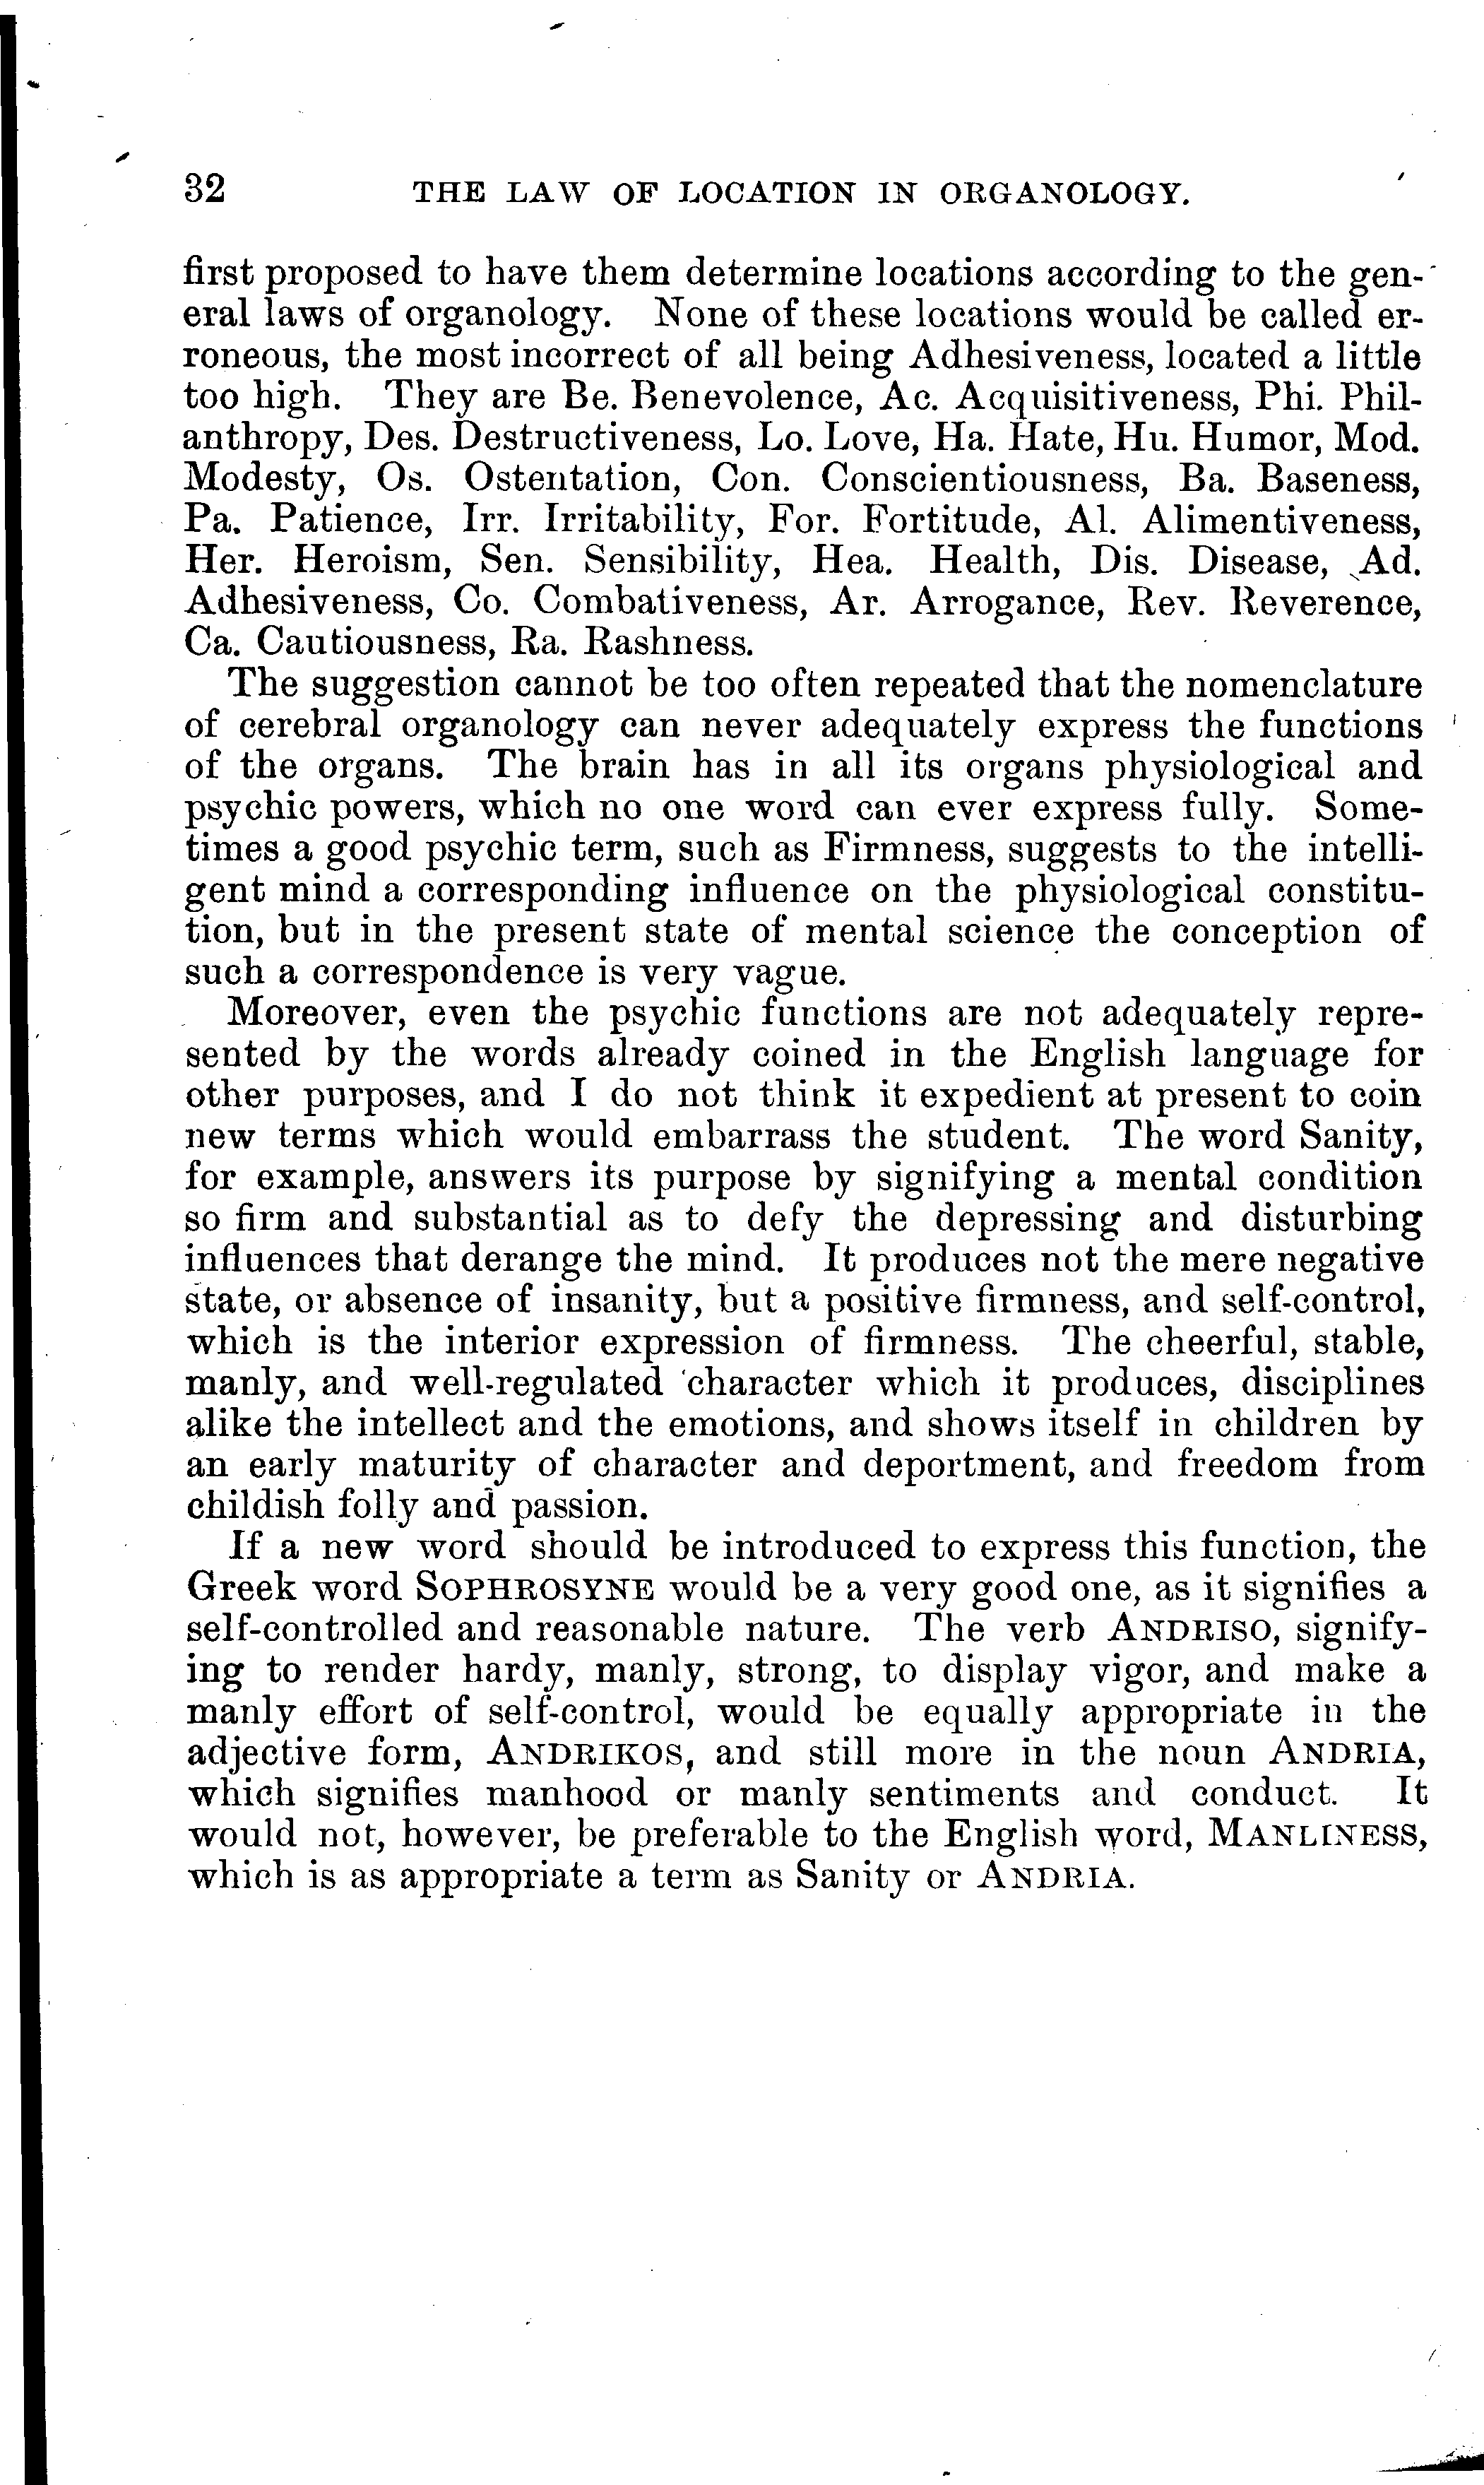 32 THE LAW OF LOCATION IN ORGANOLOGY.
first proposed to have them determine locations according to the gen-
eral laws of organology. None of these locations would be called er-
roneous, the most incorrect of all being Adhesiveness, located a little
too high. They are Be. Benevolence, Ac. Acquisitiveness, Phi. Phil-
anthropy, Des. Destructiveness, Lo. Love, Ha. Hate, Hu. Humor, Mod.
Modesty, Os. Ostentation, Con. Conscientiousness, Ba. Baseness,
Pa. Patience, Irr. Irritability, For. Fortitude, Al. Alimentiveness,
Her. Heroism, Sen. Sensibility, Hea. Health, Dis. Disease, Ad.
Adhesiveness, Co. Combativeness, Ar. Arrogance, Rev. Reverence,
Ca. Cautiousness, Ra. Rashness.
The suggestion cannot be too often repeated that the nomenclature
of cerebral organology can never adequately express the functions
of the organs. The brain has in all its organs physiological and
psychic powers, which no one word can ever express fully. Some-
times a good psychic term, such as Firmness, suggests to the intelli-
gent mind a corresponding influence on the physiological constitu-
tion, but in the present state of mental science the conception of
such a correspondence is very vague.
Moreover, even the psychic functions are not adequately repre-
sented by the words already coined in the English language for
other purposes, and I do not think it expedient at present to coin
new terms which would embarrass the student. The word Sanity,
for example, answers its purpose by signifying a mental condition
so firm and substantial as to defy the depressing and disturbing
influences that derange the mind. It produces not the mere negative
state, or absence of insanity, but a positive firmness, and self-control,
which is the interior expression of firmness. The cheerful, stable,
manly, and well-regulated character which it produces, disciplines
alike the intellect and the emotions, and shows itself in children by
an early maturity of character and deportment, and freedom from
childish folly and passion.
If a new word should be introduced to express this function, the
Greek word SOPHROSYNE would be a very good one, as it signifies a
self-controlled and reasonable nature. The verb ANDRISO, signify-
ing to render hardy, manly, strong, to display vigor, and make a
manly effort of self-control, would be equally appropriate in the
adjective form, ANDRIKOS, and still more in the noun ANDRIA,
which signifies manhood or manly sentiments and conduct. It
would not, however, be preferable to the English word, MANLINESS,
which is as appropriate a term as Sanity or ANDRIA.